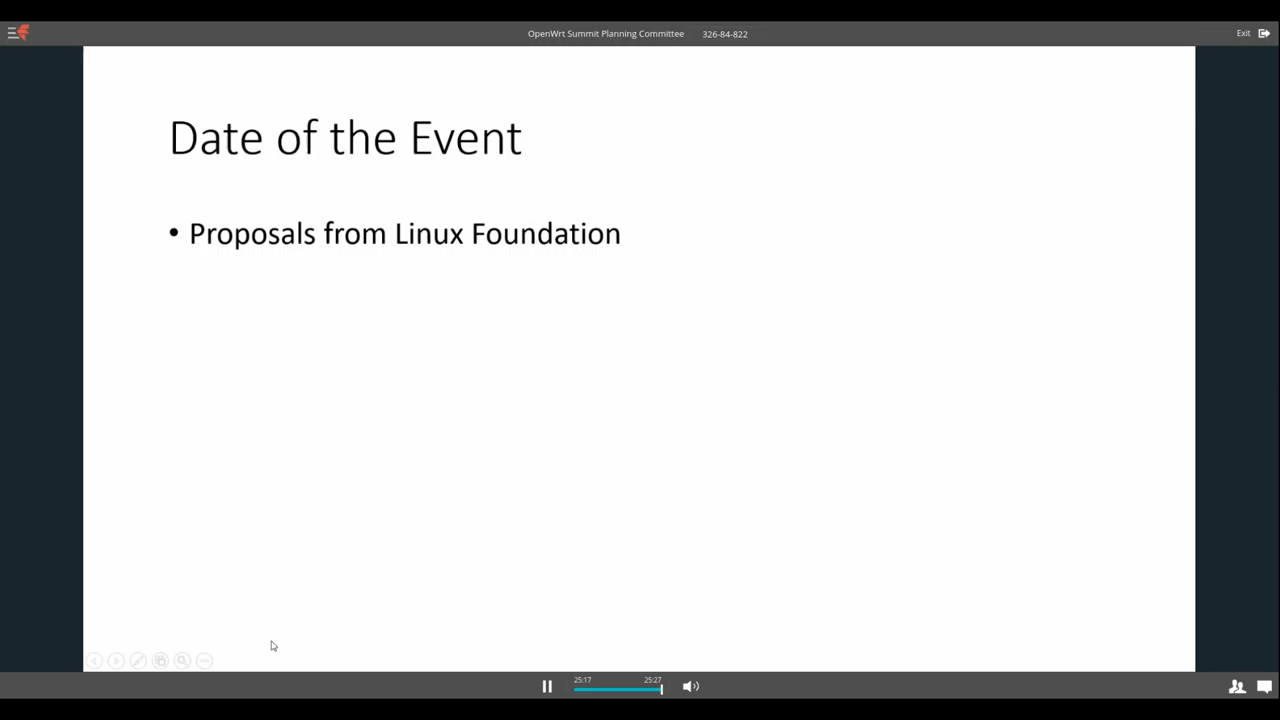 OpenWrt Summit Planning Committee 326-84-822
Exit
Date of the Event
• Proposals from Linux Foundation
25:17 25:27